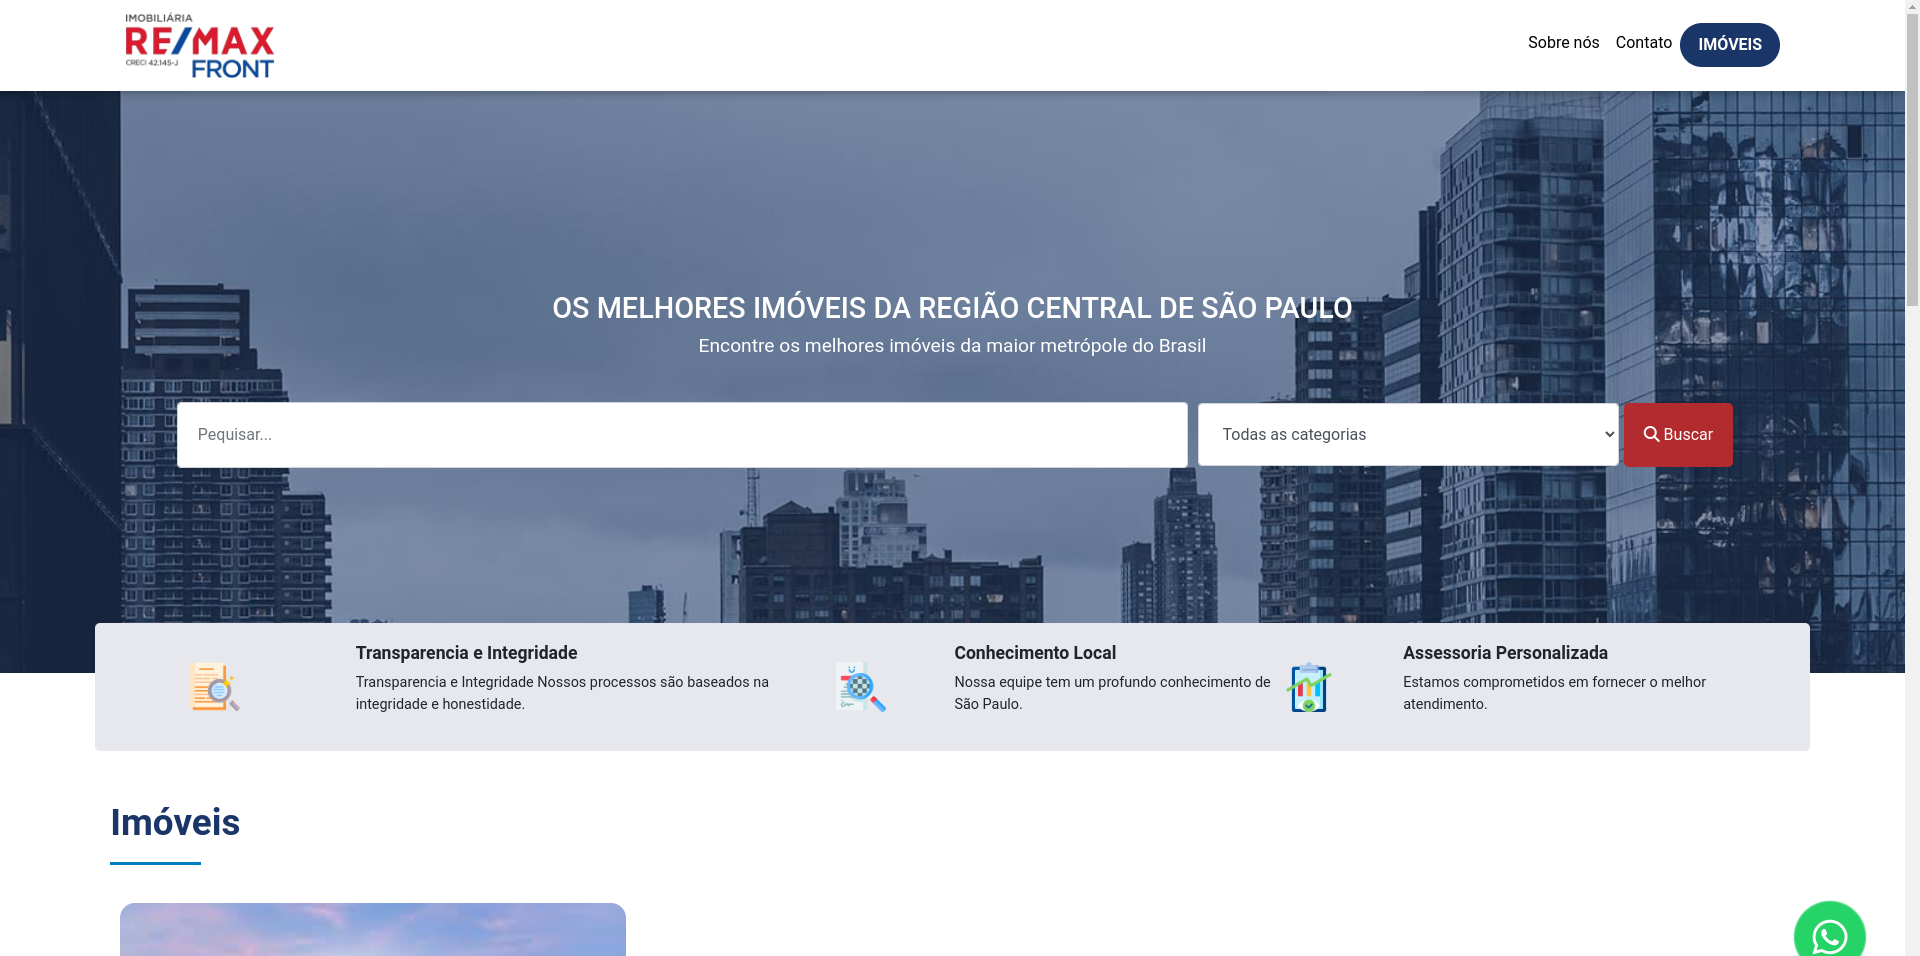 IMOBILIÁRIA
RE/MAX
CRECI 42.145-J
FRONT
Sobre nós
Contato
IMÓVEIS
OS MELHORES IMÓVEIS DA REGIÃO CENTRAL DE SÃO PAULO
Encontre os melhores imóveis da maior metrópole do Brasil
Pequisar...
Todas as categorias
Buscar
Transparencia e Integridade
Transparencia e Integridade Nossos processos são baseados na
integridade e honestidade.
Conhecimento Local
Nossa equipe tem um profundo conhecimento de
São Paulo.
Assessoria Personalizada
Estamos comprometidos em fornecer o melhor
atendimento.
Imóveis